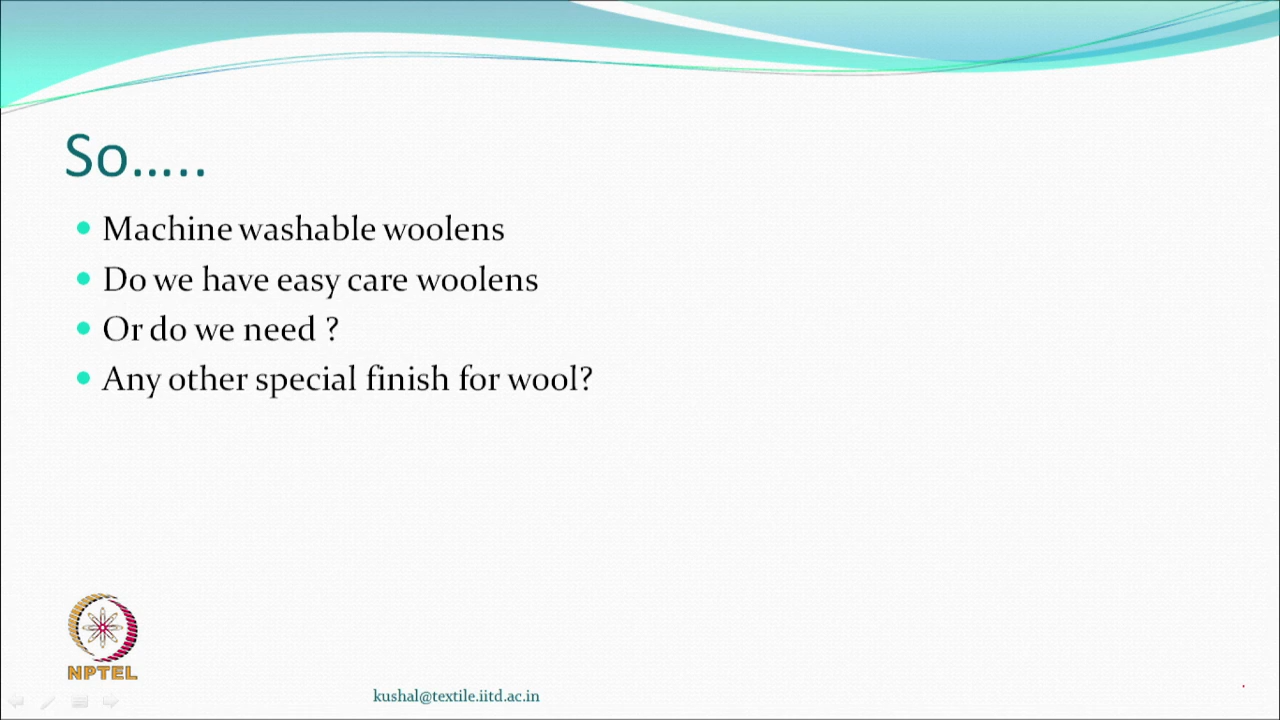 So.....
Machine washable woolens
Do we have easy care woolens
Or do we need ?
Any other special finish for wool?
NPTEL
kushal@textile.iitd.ac.in